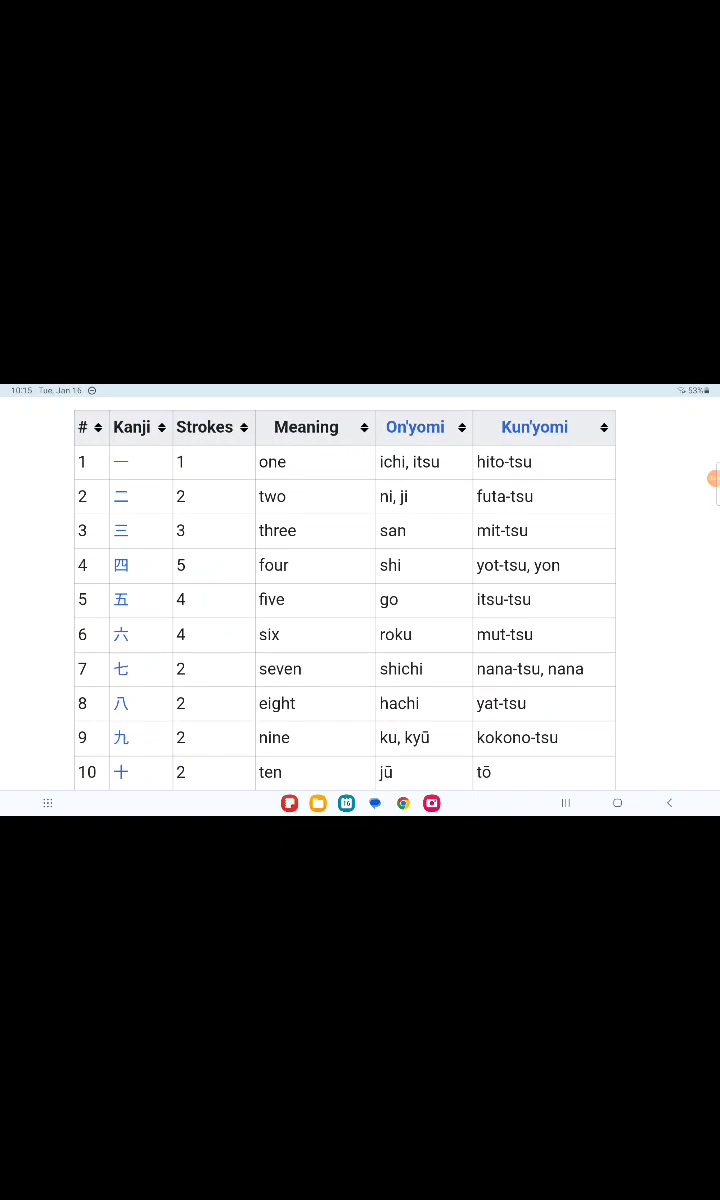 10:15 Tue, Jan 16 53%
# Kanji Strokes Meaning On'yomi Kun'yomi
1 一 1 one ichi, itsu hito-tsu
2 二 2 two ni, ji futa-tsu
3 三 3 three san mit-tsu
4 四 5 four shi yot-tsu, yon
5 五 4 five go itsu-tsu
6 六 4 six roku mut-tsu
7 七 2 seven shichi nana-tsu, nana
8 八 2 eight hachi yat-tsu
9 九 2 nine ku, kyū kokono-tsu
10 十 2 ten jū tō
16